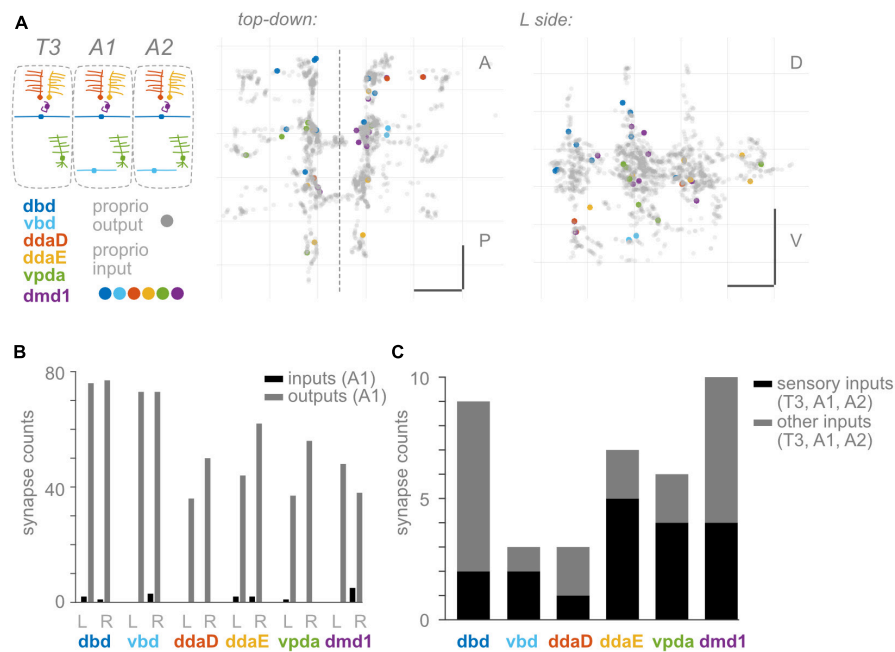 A
top-down:
L side:
T3 A1 A2
A
D
dbd
vbd
ddaD
ddaE
vpda
dmd1
proprio
output
proprio
input
P
V
B
C
80
40
0
synapse counts
inputs (A1)
outputs (A1)
L R L R L R L R L R L R
dbd vbd ddaD ddaE vpda dmd1
10
5
0
synapse counts
sensory inputs
(T3, A1, A2)
other inputs
(T3, A1, A2)
dbd vbd ddaD ddaE vpda dmd1